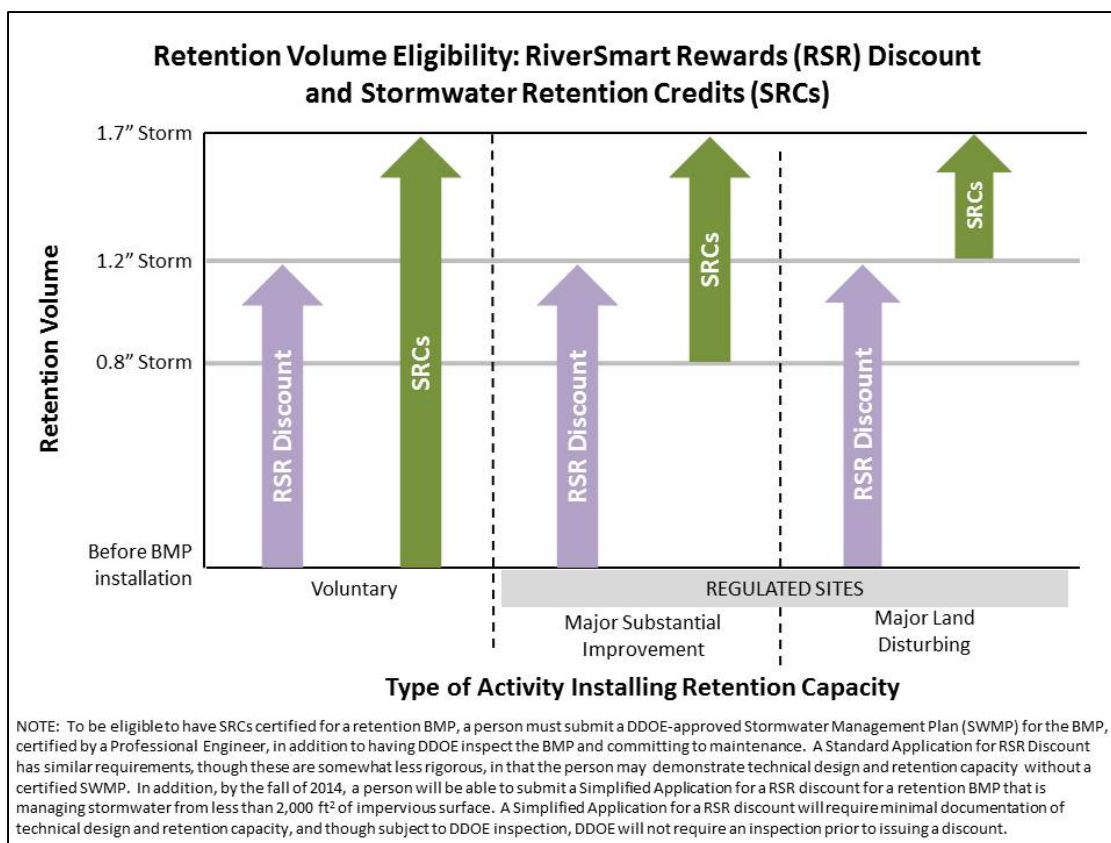 Retention Volume Eligibility: RiverSmart Rewards (RSR) Discount
and Stormwater Retention Credits (SRCs)
1.7” Storm
1.2” Storm
0.8” Storm
Before BMP
installation
Retention Volume
RSR Discount
SRCs
RSR Discount
SRCs
RSR Discount
SRCs
Voluntary
REGULATED SITES
Major Substantial
Improvement
Major Land
Disturbing
Type of Activity Installing Retention Capacity
NOTE: To be eligible to have SRCs certified for a retention BMP, a person must submit a DDOE-approved Stormwater Management Plan (SWMP) for the BMP,
certified by a Professional Engineer, in addition to having DDOE inspect the BMP and committing to maintenance. A Standard Application for RSR Discount
has similar requirements, though these are somewhat less rigorous, in that the person may demonstrate technical design and retention capacity without a
certified SWMP. In addition, by the fall of 2014, a person will be able to submit a Simplified Application for a RSR discount for a retention BMP that is
managing stormwater from less than 2,000 ft² of impervious surface. A Simplified Application for a RSR discount will require minimal documentation of
technical design and retention capacity, and though subject to DDOE inspection, DDOE will not require an inspection prior to issuing a discount.